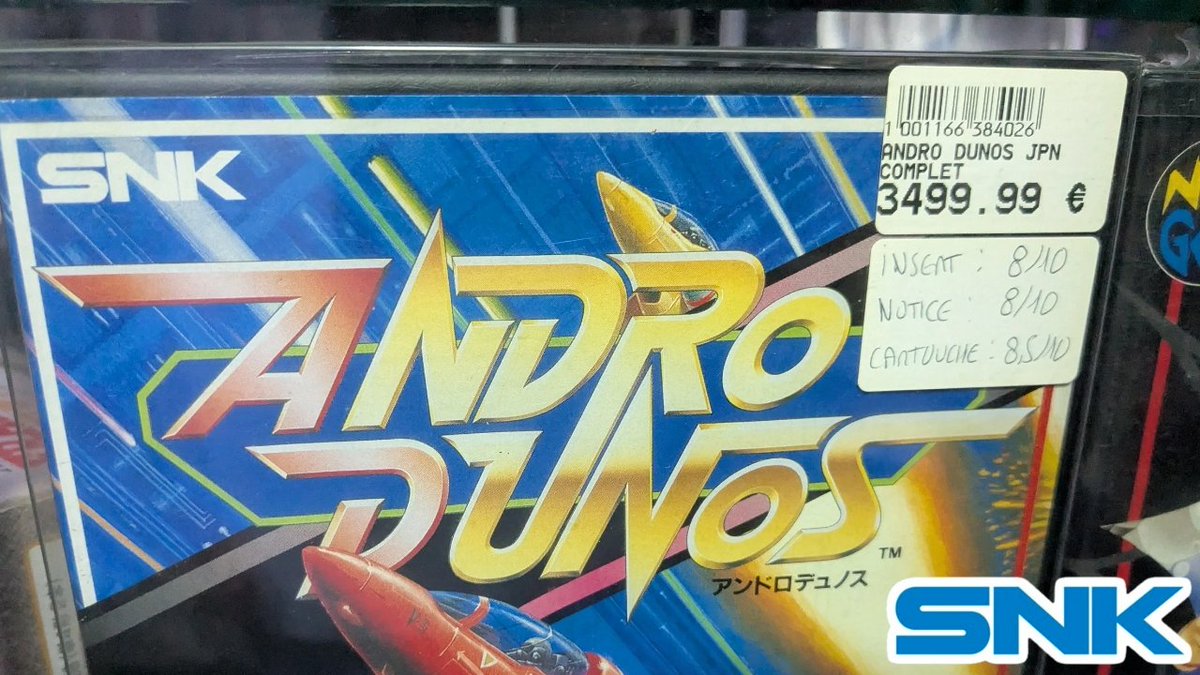 SNK
ANDRO
DUNOS
TM
アンドロデュノス
1 001166 384026
ANDRO DUNOS JPN
COMPLET
3499.99 €
INSERT : 8/10
NOTICE : 8/10
CARTOUCHE : 8,5/10
SNK